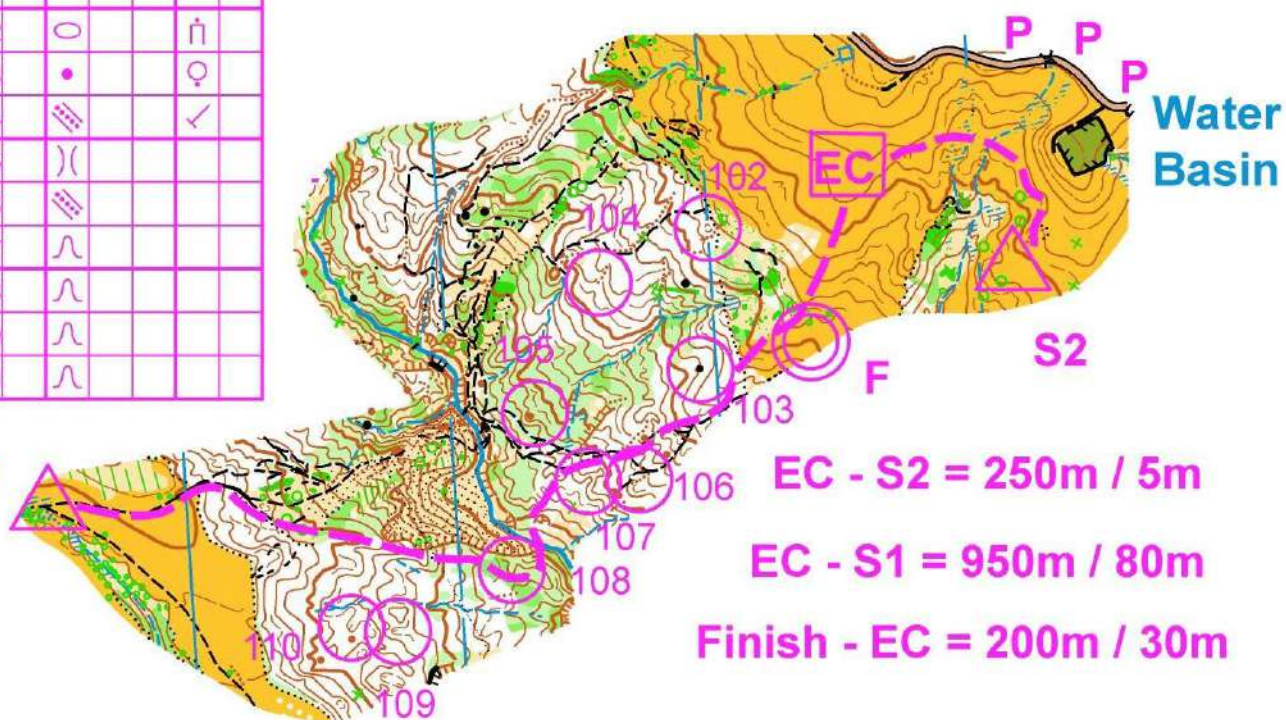 P
P
P
Water
Basin
EC
102
104
105
103
F
S2
106
107
108
110
109
EC - S2 = 250m / 5m
EC - S1 = 950m / 80m
Finish - EC = 200m / 30m